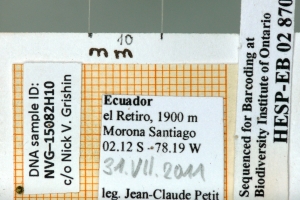 10
mm
DNA sample ID:
NVG-15082H10
c/o Nick V. Grishin
Ecuador
el Retiro, 1900 m
Morona Santiago
02.12 S -78.19 W
31.VII.2011
leg. Jean-Claude Petit
Sequenced for Barcoding at
Biodiversity Institute of Ontario
HESP-EB 02 870